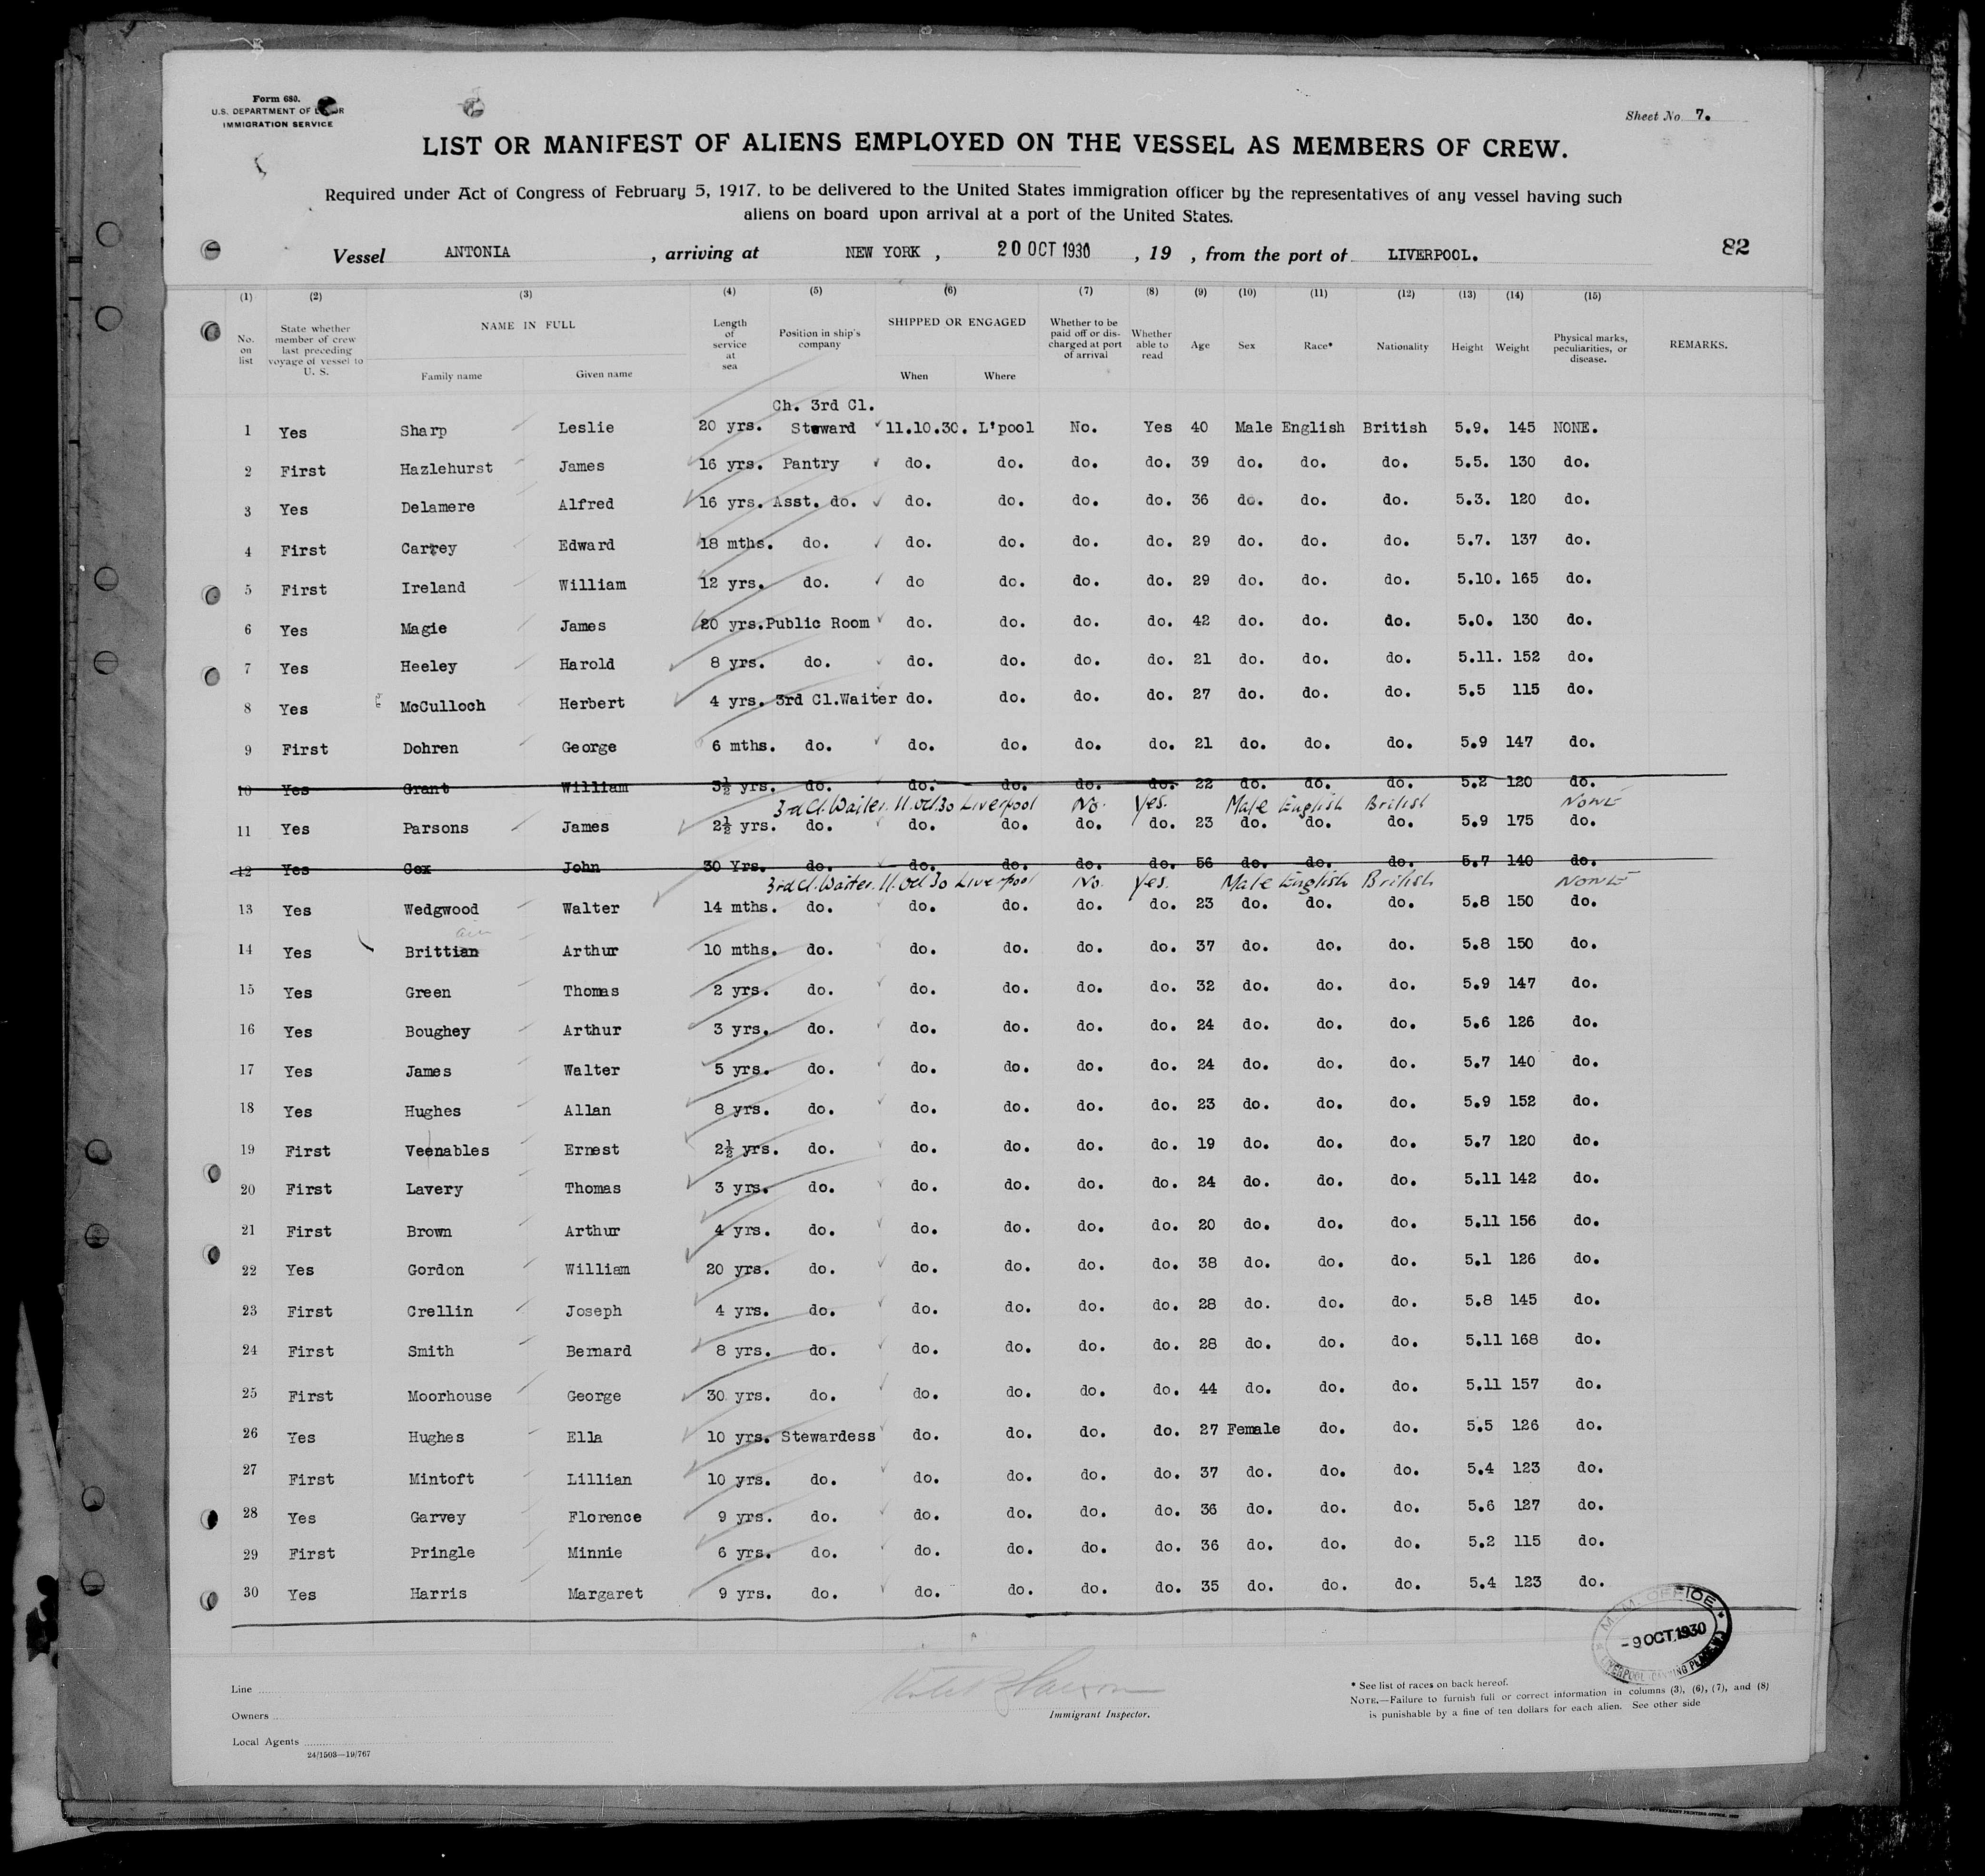 Form 680.
U.S. DEPARTMENT OF LABOR
IMMIGRATION SERVICE
Sheet No 7.
LIST OR MANIFEST OF ALIENS EMPLOYED ON THE VESSEL AS MEMBERS OF CREW.
Required under Act of Congress of February 5, 1917, to be delivered to the United States immigration officer by the representatives of any vessel having such
aliens on board upon arrival at a port of the United States.
Vessel ANTONIA, arriving at NEW YORK, 20 OCT 1930, 19 , from the port of LIVERPOOL. 82
(1) (2) (3) (4) (5) (6) (7) (8) (9) (10) (11) (12) (13) (14) (15)
No. on list State whether member of crew last preceding voyage of vessel to U. S. NAME IN FULL Family name Given name Length of service at sea Position in ship's company SHIPPED OR ENGAGED When Where Whether to be paid off or discharged at port of arrival Whether able to read Age Sex Race* Nationality Height Weight Physical marks, peculiarities, or disease. REMARKS.
1 Yes Sharp Leslie 20 yrs. Ch. 3rd Cl. Steward 11.10.30. L'pool No. Yes 40 Male English British 5.9. 145 NONE.
2 First Hazlehurst James 16 yrs. Pantry do. do. do. do. 39 do. do. do. 5.5. 130 do.
3 Yes Delamere Alfred 16 yrs. Asst. do. do. do. do. do. 36 do. do. do. 5.3. 120 do.
4 First Carrey Edward 18 mths. do. do. do. do. do. 29 do. do. do. 5.7. 137 do.
5 First Ireland William 12 yrs. do. do do. do. do. 29 do. do. do. 5.10. 165 do.
6 Yes Magie James 20 yrs. Public Room do. do. do. do. 42 do. do. do. 5.0. 130 do.
7 Yes Heeley Harold 8 yrs. do. do. do. do. do. 21 do. do. do. 5.11. 152 do.
8 Yes McCulloch Herbert 4 yrs. 3rd Cl.Waiter do. do. do. do. 27 do. do. do. 5.5 115 do.
9 First Dohren George 6 mths. do. do. do. do. do. 21 do. do. do. 5.9 147 do.
10 Yes Grant William 3½ yrs. do. do. do. do. do. 22 do. do. do. 5.2 120 do.
3rd Cl. Waiter 11.Oct 30 Liverpool No. Yes. Male English British None
11 Yes Parsons James 2½ yrs. do. do. do. do. do. 23 do. do. do. 5.9 175 do.
12 Yes Cox John 30 Yrs. do. do. do. do. do. 56 do. do. do. 5.7 140 do.
3rd Cl. Waiter 11.Oct 30 Liverpool No. Yes. Male English British None
13 Yes Wedgwood Walter 14 mths. do. do. do. do. do. 23 do. do. do. 5.8 150 do.
14 Yes Brittian Arthur 10 mths. do. do. do. do. do. 37 do. do. do. 5.8 150 do.
15 Yes Green Thomas 2 yrs. do. do. do. do. do. 32 do. do. do. 5.9 147 do.
16 Yes Boughey Arthur 3 yrs. do. do. do. do. do. 24 do. do. do. 5.6 126 do.
17 Yes James Walter 5 yrs. do. do. do. do. do. 24 do. do. do. 5.7 140 do.
18 Yes Hughes Allan 8 yrs. do. do. do. do. do. 23 do. do. do. 5.9 152 do.
19 First Veenables Ernest 2½ yrs. do. do. do. do. do. 19 do. do. do. 5.7 120 do.
20 First Lavery Thomas 3 yrs. do. do. do. do. do. 24 do. do. do. 5.11 142 do.
21 First Brown Arthur 4 yrs. do. do. do. do. do. 20 do. do. do. 5.11 156 do.
22 Yes Gordon William 20 yrs. do. do. do. do. do. 38 do. do. do. 5.1 126 do.
23 First Crellin Joseph 4 yrs. do. do. do. do. do. 28 do. do. do. 5.8 145 do.
24 First Smith Bernard 8 yrs. do. do. do. do. do. 28 do. do. do. 5.11 168 do.
25 First Moorhouse George 30 yrs. do. do. do. do. do. 44 do. do. do. 5.11 157 do.
26 Yes Hughes Ella 10 yrs. Stewardess do. do. do. do. 27 Female do. do. 5.5 126 do.
27 First Mintoft Lillian 10 yrs. do. do. do. do. do. 37 do. do. do. 5.4 123 do.
28 Yes Garvey Florence 9 yrs. do. do. do. do. do. 36 do. do. do. 5.6 127 do.
29 First Pringle Minnie 6 yrs. do. do. do. do. do. 36 do. do. do. 5.2 115 do.
30 Yes Harris Margaret 9 yrs. do. do. do. do. do. 35 do. do. do. 5.4 123 do.
M. M. OFFICE
-9 OCT 1930
LIVERPOOL CANNING PLACE
Line
Owners
Local Agents
24/1503—19/767
Immigrant Inspector.
* See list of races on back hereof.
NOTE.—Failure to furnish full or correct information in columns (3), (6), (7), and (8)
is punishable by a fine of ten dollars for each alien. See other side